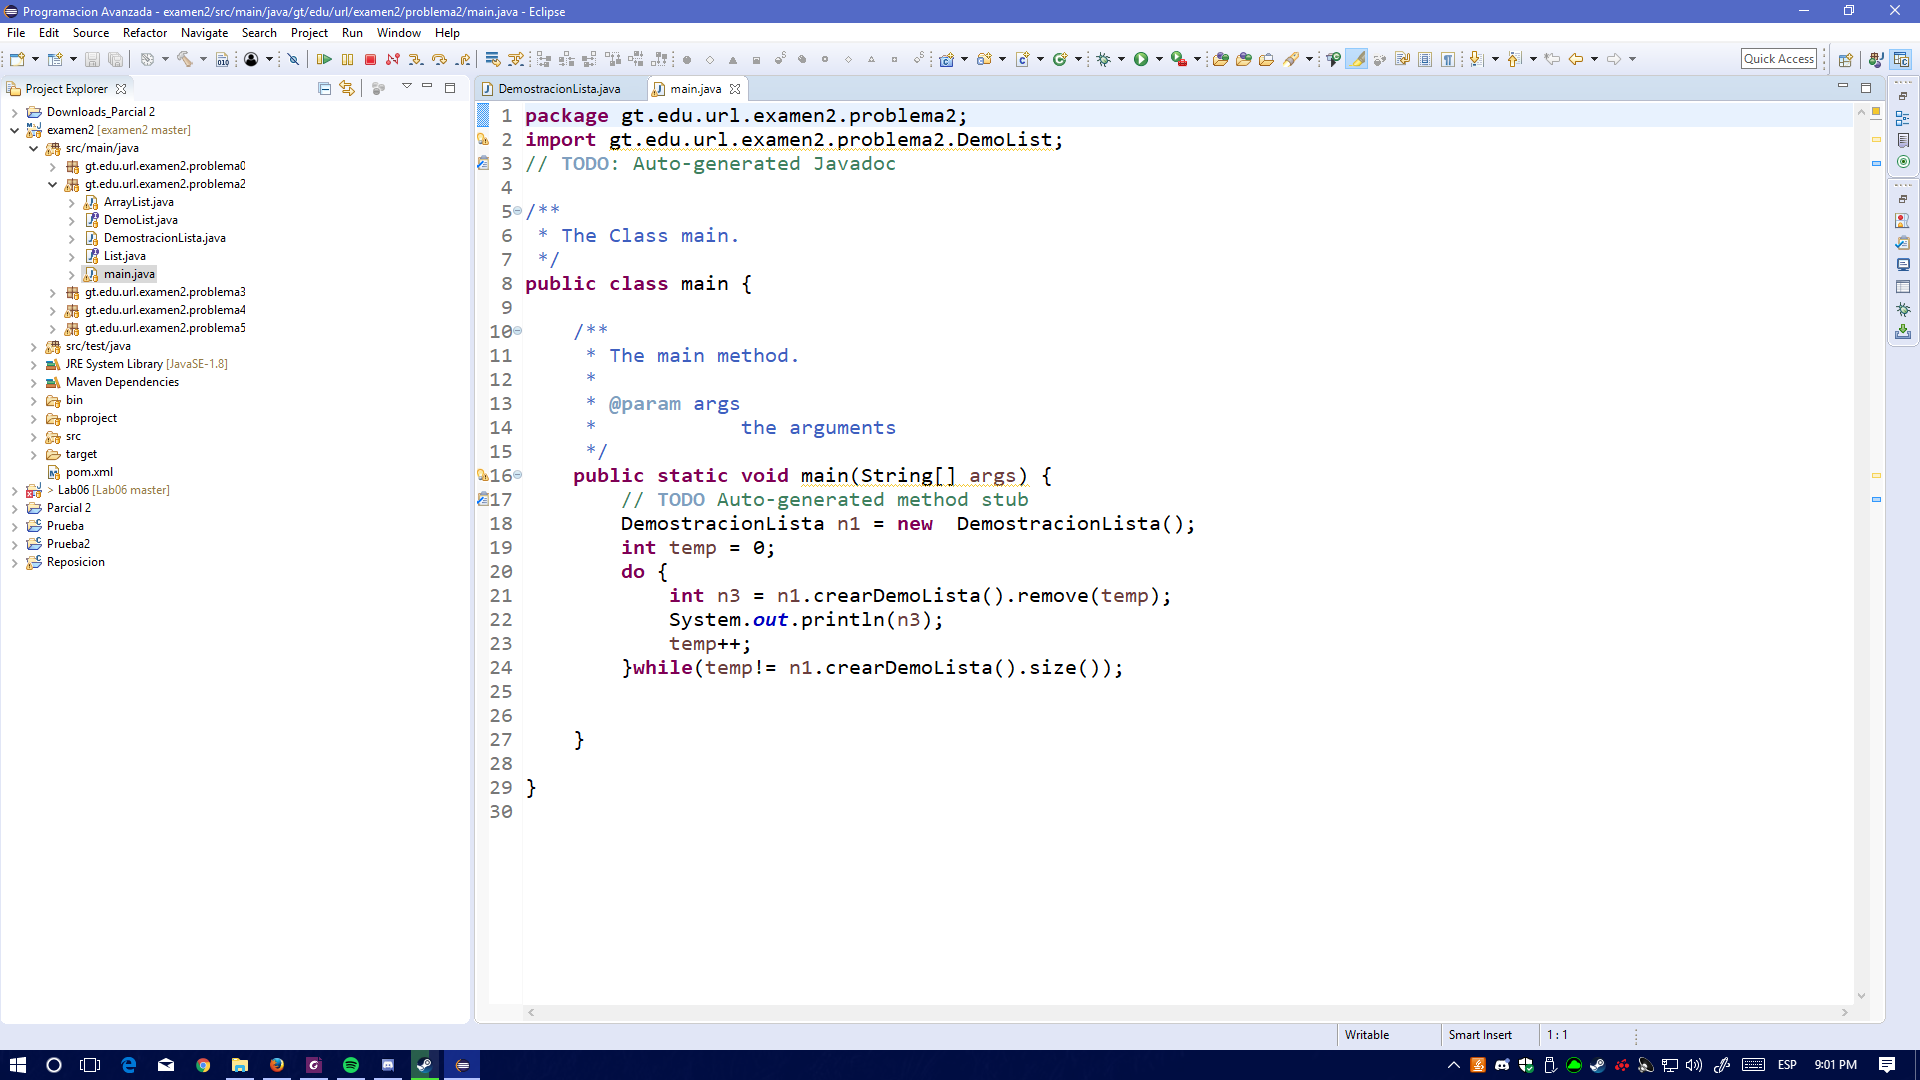 Programacion Avanzada - examen2/src/main/java/gt/edu/url/examen2/problema2/main.java - Eclipse
File Edit Source Refactor Navigate Search Project Run Window Help
Quick Access
Project Explorer
Downloads_Parcial 2
examen2 [examen2 master]
src/main/java
gt.edu.url.examen2.problema0
gt.edu.url.examen2.problema2
ArrayList.java
DemoList.java
DemostracionLista.java
List.java
main.java
gt.edu.url.examen2.problema3
gt.edu.url.examen2.problema4
gt.edu.url.examen2.problema5
src/test/java
JRE System Library [JavaSE-1.8]
Maven Dependencies
bin
nbproject
src
target
pom.xml
> Lab06 [Lab06 master]
Parcial 2
Prueba
Prueba2
Reposicion
DemostracionLista.java main.java
1 package gt.edu.url.examen2.problema2;
2 import gt.edu.url.examen2.problema2.DemoList;
3 // TODO: Auto-generated Javadoc
4
5 /**
6 * The Class main.
7 */
8 public class main {
9
10 /**
11 * The main method.
12 *
13 * @param args
14 * the arguments
15 */
16 public static void main(String[] args) {
17 // TODO Auto-generated method stub
18 DemostracionLista n1 = new  DemostracionLista();
19 int temp = 0;
20 do {
21 int n3 = n1.crearDemoLista().remove(temp);
22 System.out.println(n3);
23 temp++;
24 }while(temp!= n1.crearDemoLista().size());
25
26
27 }
28
29 }
30
Writable Smart Insert 1 : 1
ESP 9:01 PM